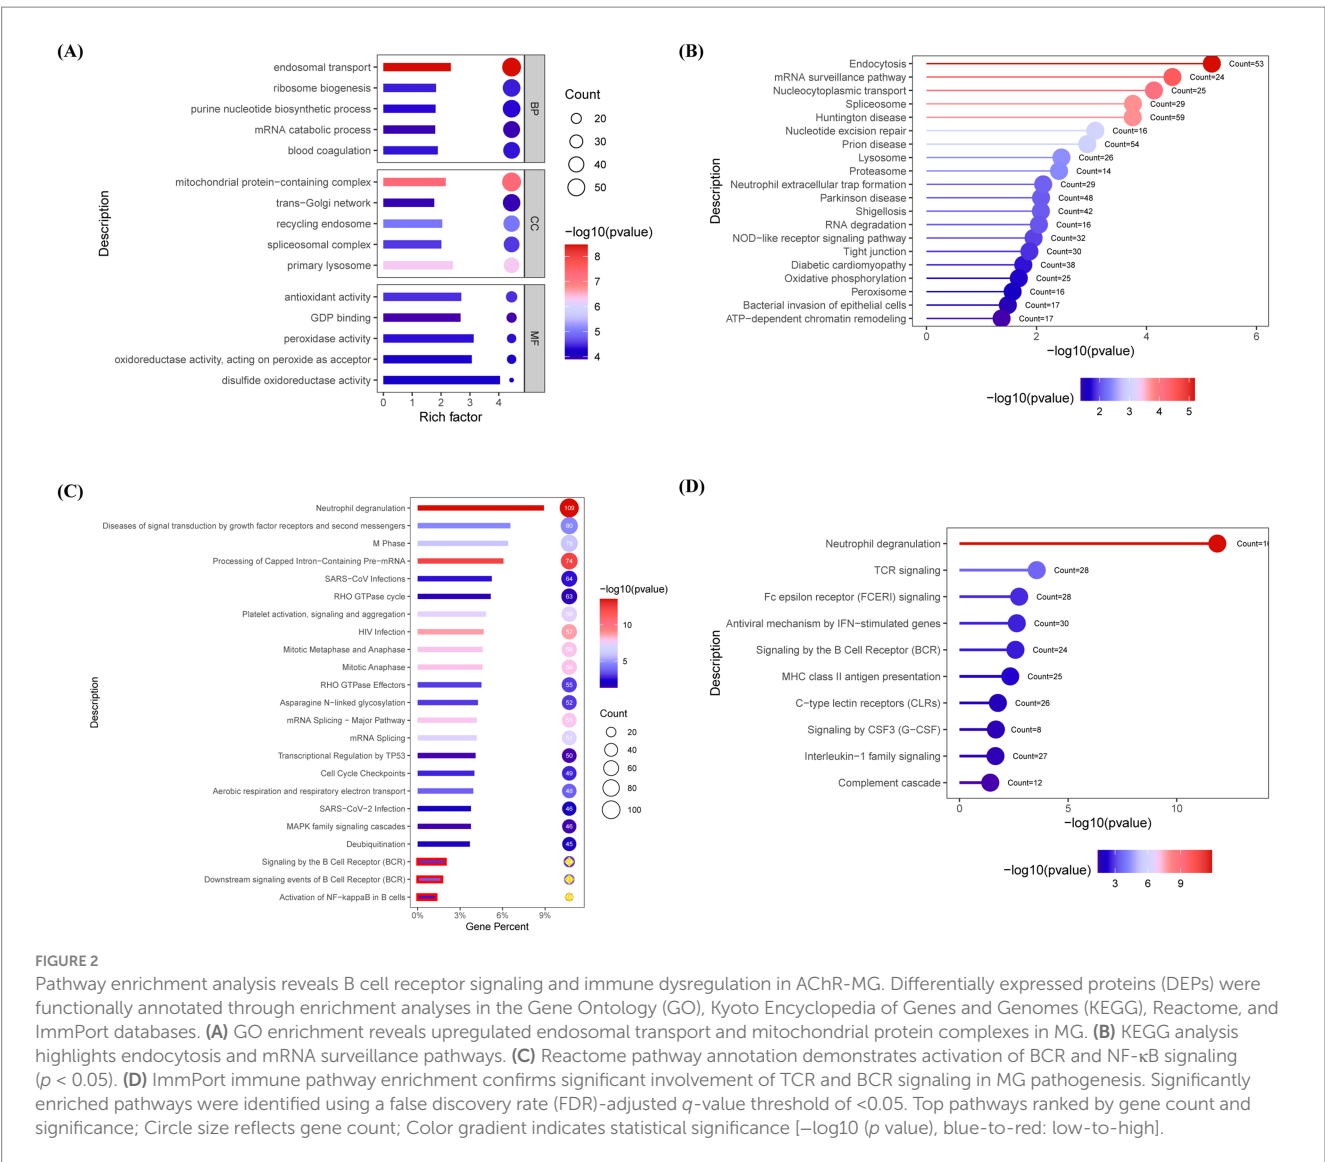 (A)
endosomal transport
ribosome biogenesis
purine nucleotide biosynthetic process
mRNA catabolic process
blood coagulation
BP
mitochondrial protein−containing complex
trans−Golgi network
recycling endosome
spliceosomal complex
primary lysosome
CC
antioxidant activity
GDP binding
peroxidase activity
oxidoreductase activity, acting on peroxide as acceptor
disulfide oxidoreductase activity
MF
0 1 2 3 4
Rich factor
Description
Count
20
30
40
50
−log10(pvalue)
8
7
6
5
4
(B)
Endocytosis Count=53
mRNA surveillance pathway Count=24
Nucleocytoplasmic transport Count=25
Spliceosome Count=29
Huntington disease Count=59
Nucleotide excision repair Count=16
Prion disease Count=54
Lysosome Count=26
Proteasome Count=14
Neutrophil extracellular trap formation Count=29
Parkinson disease Count=48
Shigellosis Count=42
RNA degradation Count=16
NOD−like receptor signaling pathway Count=32
Tight junction Count=30
Diabetic cardiomyopathy Count=38
Oxidative phosphorylation Count=25
Peroxisome Count=16
Bacterial invasion of epithelial cells Count=17
ATP−dependent chromatin remodeling Count=17
0 2 4 6
−log10(pvalue)
Description
−log10(pvalue)
2 3 4 5
(C)
Neutrophil degranulation 109
Diseases of signal transduction by growth factor receptors and second messengers 80
M Phase
Processing of Capped Intron−Containing Pre−mRNA 74
SARS−CoV Infections 64
RHO GTPase cycle 63
Platelet activation, signaling and aggregation
HIV Infection 57
Mitotic Metaphase and Anaphase
Mitotic Anaphase
RHO GTPase Effectors 55
Asparagine N−linked glycosylation 52
mRNA Splicing − Major Pathway
mRNA Splicing
Transcriptional Regulation by TP53 50
Cell Cycle Checkpoints 49
Aerobic respiration and respiratory electron transport 48
SARS−CoV−2 Infection 46
MAPK family signaling cascades 46
Deubiquitination 45
Signaling by the B Cell Receptor (BCR)
Downstream signaling events of B Cell Receptor (BCR)
Activation of NF−kappaB in B cells
0% 3% 6% 9%
Gene Percent
Description
−log10(pvalue)
10
5
Count
20
40
60
80
100
(D)
Neutrophil degranulation
TCR signaling Count=28
Fc epsilon receptor (FCERI) signaling Count=28
Antiviral mechanism by IFN−stimulated genes Count=30
Signaling by the B Cell Receptor (BCR) Count=24
MHC class II antigen presentation Count=25
C−type lectin receptors (CLRs) Count=26
Signaling by CSF3 (G−CSF) Count=8
Interleukin−1 family signaling Count=27
Complement cascade Count=12
0 5 10
−log10(pvalue)
Description
−log10(pvalue)
3 6 9
FIGURE 2
Pathway enrichment analysis reveals B cell receptor signaling and immune dysregulation in AChR-MG. Differentially expressed proteins (DEPs) were
functionally annotated through enrichment analyses in the Gene Ontology (GO), Kyoto Encyclopedia of Genes and Genomes (KEGG), Reactome, and
ImmPort databases. (A) GO enrichment reveals upregulated endosomal transport and mitochondrial protein complexes in MG. (B) KEGG analysis
highlights endocytosis and mRNA surveillance pathways. (C) Reactome pathway annotation demonstrates activation of BCR and NF-κB signaling
(p < 0.05). (D) ImmPort immune pathway enrichment confirms significant involvement of TCR and BCR signaling in MG pathogenesis. Significantly
enriched pathways were identified using a false discovery rate (FDR)-adjusted q-value threshold of <0.05. Top pathways ranked by gene count and
significance; Circle size reflects gene count; Color gradient indicates statistical significance [–log10 (p value), blue-to-red: low-to-high].